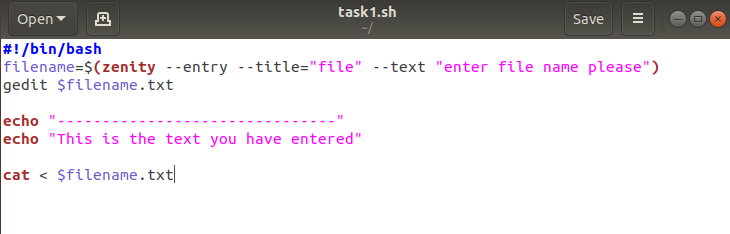 Open
task1.sh
~/
Save
#!/bin/bash
filename=$(zenity --entry --title="file" --text "enter file name please")
gedit $filename.txt
echo "-------------------------------"
echo "This is the text you have entered"
cat < $filename.txt